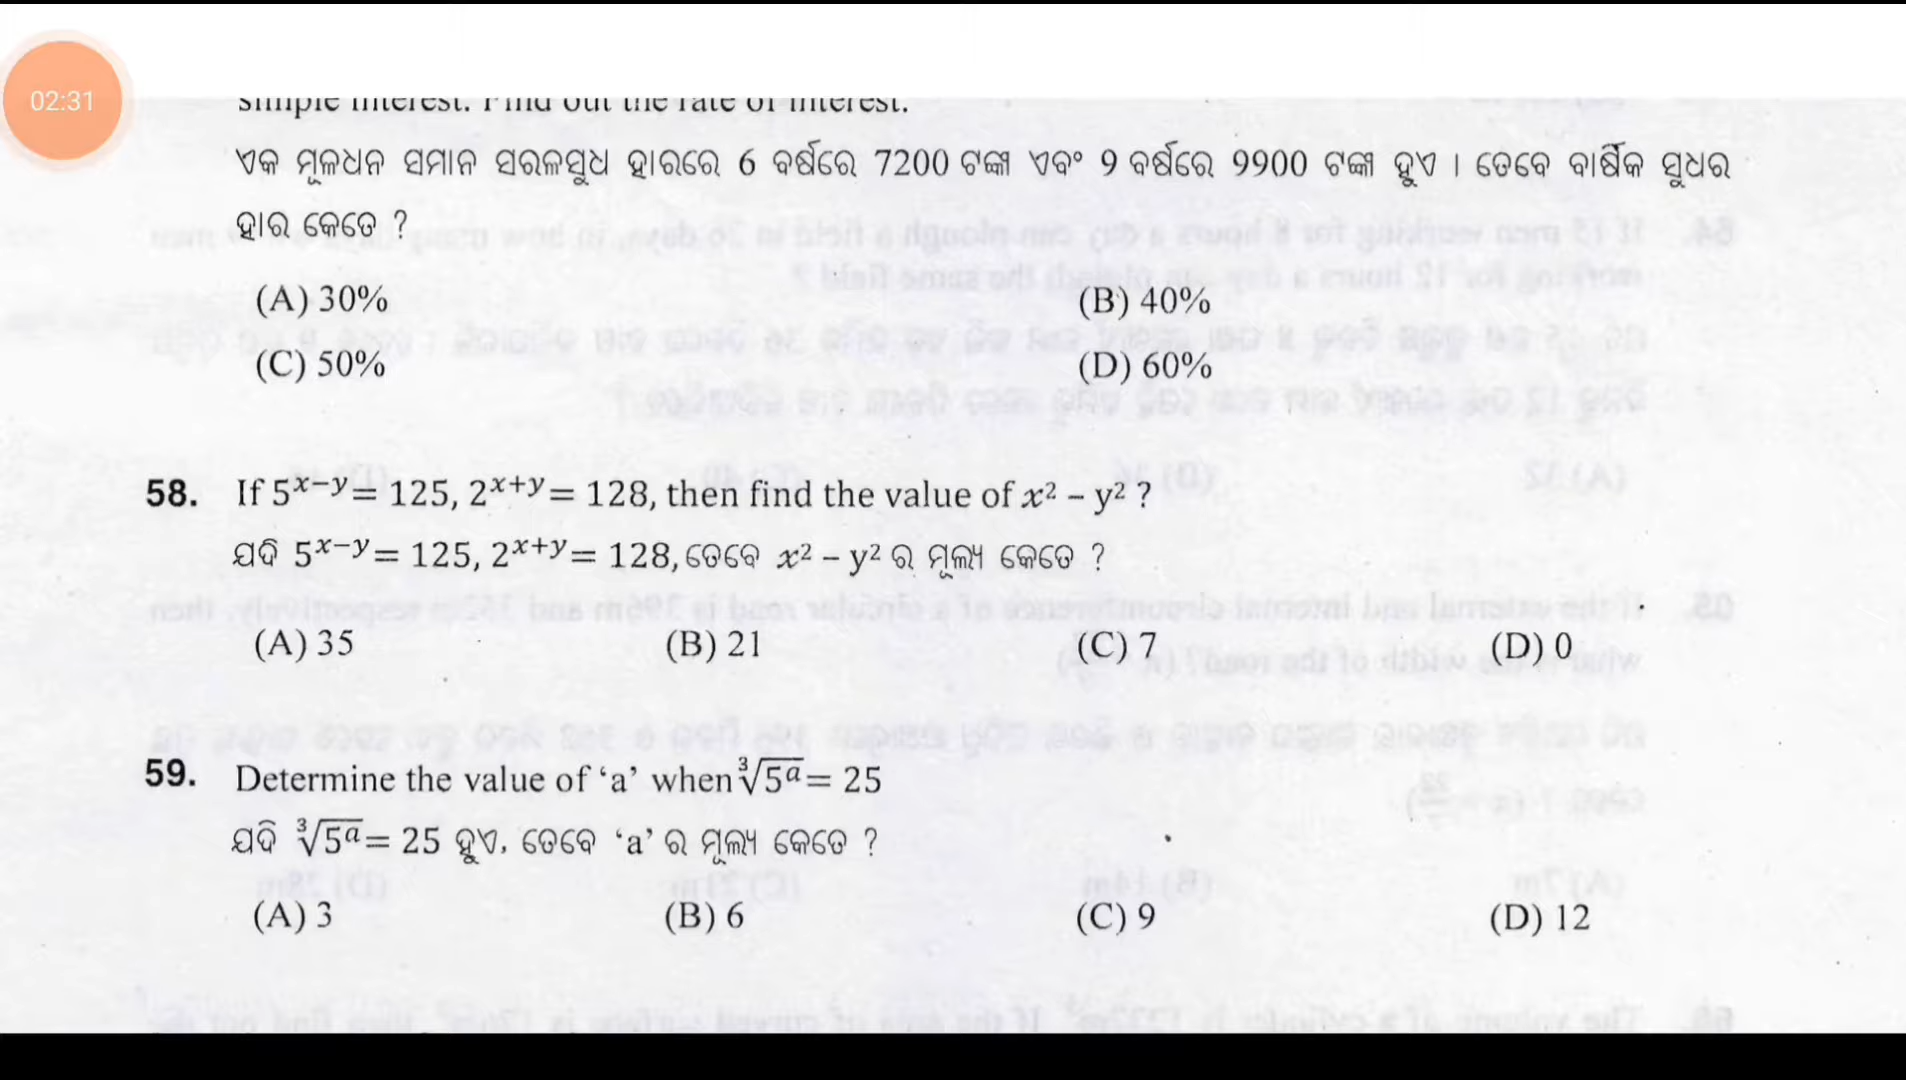 02:31
simple interest. Find out the rate of interest.
ଏକ ମୂଳଧନ ସମାନ ସରଳସୁଧ ହାରରେ 6 ବର୍ଷରେ 7200 ଟଙ୍କା ଏବଂ 9 ବର୍ଷରେ 9900 ଟଙ୍କା ହୁଏ । ତେବେ ବାର୍ଷିକ ସୁଧର
ହାର କେତେ ?
(A) 30% (B) 40%
(C) 50% (D) 60%
58. If 5^{x-y} = 125, 2^{x+y} = 128, then find the value of x² – y² ?
ଯଦି 5^{x-y} = 125, 2^{x+y} = 128, ତେବେ x² – y² ର ମୂଲ୍ୟ କେତେ ?
(A) 35 (B) 21 (C) 7 (D) 0
59. Determine the value of ‘a’ when ∛(5^a) = 25
ଯଦି ∛(5^a) = 25 ହୁଏ, ତେବେ ‘a’ ର ମୂଲ୍ୟ କେତେ ?
(A) 3 (B) 6 (C) 9 (D) 12